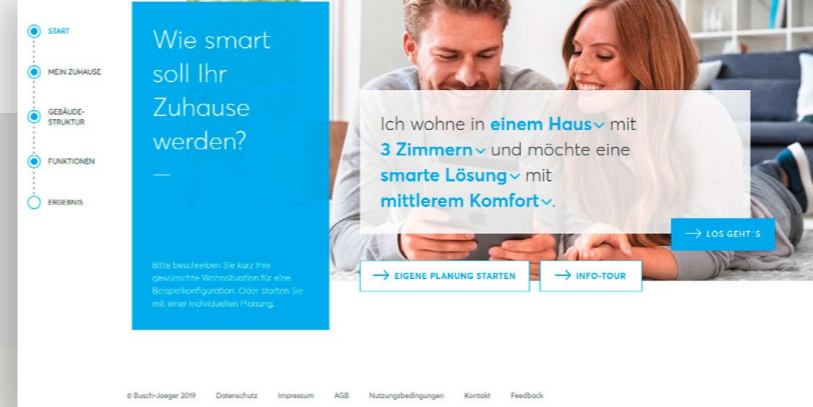 START
MEIN ZUHAUSE
GEBÄUDE-
STRUKTUR
FUNKTIONEN
ERGEBNIS
Wie smart
soll Ihr
Zuhause
werden?
Bitte beschreiben Sie kurz Ihre
gewünschte Wohnsituation für eine
Beispielkonfiguration. Oder starten Sie
mit einer individuellen Planung.
Ich wohne in einem Haus mit
3 Zimmern und möchte eine
smarte Lösung mit
mittlerem Komfort.
LOS GEHT´S
EIGENE PLANUNG STARTEN
INFO-TOUR
© Busch-Jaeger 2019 Datenschutz Impressum AGB Nutzungsbedingungen Kontakt Feedback